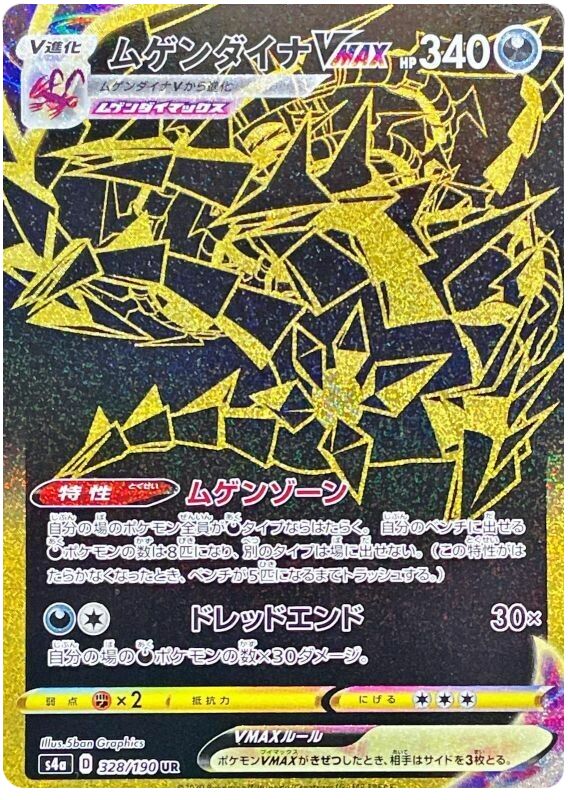 V進化
ムゲンダイナVMAX HP340
ムゲンダイナVから進化
ムゲンダイマックス
特性 とくせい ムゲンゾーン
自分の場のポケモン全員が悪タイプならはたらく。自分のベンチに出せる
ポケモンの数は8匹になり、別のタイプは場に出せない。(この特性がは
たらかなくなったとき、ベンチが5匹になるまでトラッシュする。)
ドレッドエンド 30×
自分の場のポケモンの数×30ダメージ。
弱点 ×2 抵抗力 にげる
Illus. 5ban Graphics
VMAXルール
s4a D 328/190 UR
ポケモンVMAXがきぜつしたとき、相手はサイドを3枚とる。